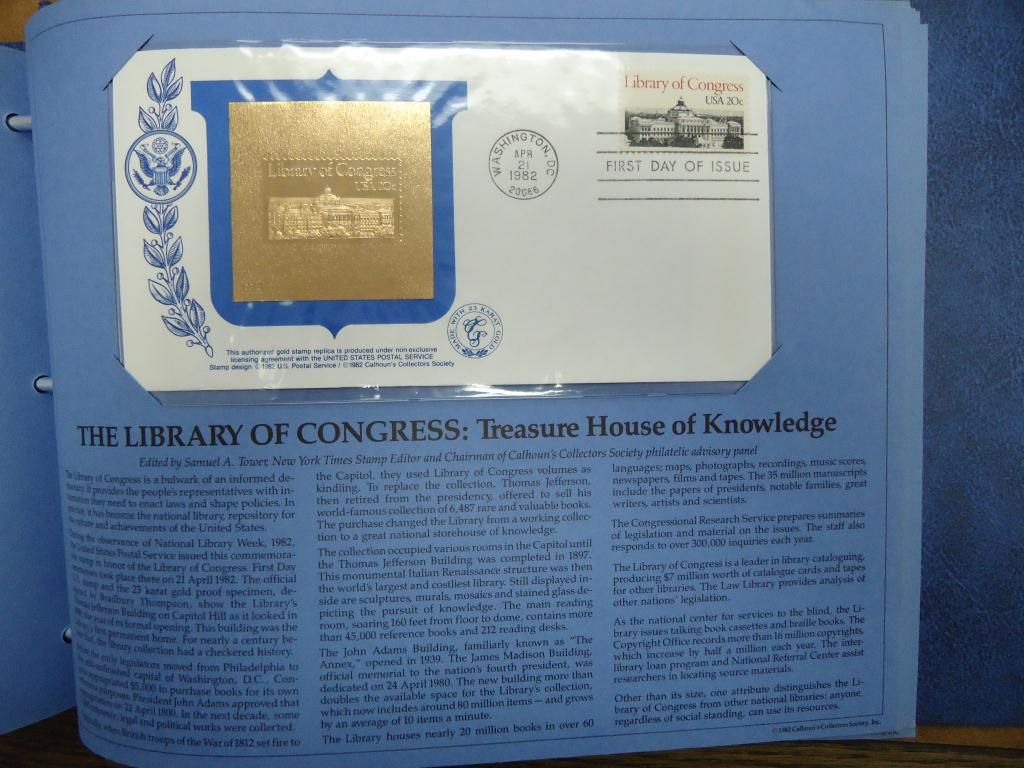 Library of Congress
USA 20c
WASHINGTON, DC
APR
21
1982
20066
FIRST DAY OF ISSUE
Library of Congress
USA 20c
MADE WITH 23 KARAT GOLD
This authorized gold stamp replica is produced under non-exclusive
licensing agreement with the UNITED STATES POSTAL SERVICE
Stamp design © 1982 U.S. Postal Service / © 1982 Calhoun's Collectors Society
THE LIBRARY OF CONGRESS: Treasure House of Knowledge
Edited by Samuel A. Tower, New York Times Stamp Editor and Chairman of Calhoun's Collectors Society philatelic advisory panel
The Library of Congress is a bulwark of an informed de-
It provides the people's representatives with in-
they need to enact laws and shape policies. In
it has become the national library, repository for
and achievements of the United States.
the observance of National Library Week, 1982,
United States Postal Service issued this commemora-
in honor of the Library of Congress. First Day
took place there on 21 April 1982. The official
and the 23 karat gold proof specimen, de-
by Bradbury Thompson, show the Library's
Jefferson Building on Capitol Hill as it looked in
the year of its formal opening. This building was the
first permanent home. For nearly a century be-
the library collection had a checkered history.
the early legislators moved from Philadelphia to
capital of Washington, D.C., Con-
appropriated $5,000 to purchase books for its own
purposes. President John Adams approved that
on 22 April 1800. In the next decade, some
legal and political works were collected.
when British troops of the War of 1812 set fire to
the Capitol, they used Library of Congress volumes as
kindling. To replace the collection, Thomas Jefferson,
then retired from the presidency, offered to sell his
world-famous collection of 6,487 rare and valuable books.
The purchase changed the Library from a working collec-
tion to a great national storehouse of knowledge.
The collection occupied various rooms in the Capitol until
the Thomas Jefferson Building was completed in 1897.
This monumental Italian Renaissance structure was then
the world's largest and costliest library. Still displayed in-
side are sculptures, murals, mosaics and stained glass de-
picting the pursuit of knowledge. The main reading
room, soaring 160 feet from floor to dome, contains more
than 45,000 reference books and 212 reading desks.
The John Adams Building, familiarly known as "The
Annex," opened in 1939. The James Madison Building,
official memorial to the nation's fourth president, was
dedicated on 24 April 1980. The new building more than
doubles the available space for the Library's collection,
which now includes around 80 million items — and grows
by an average of 10 items a minute.
The Library houses nearly 20 million books in over 60
languages; maps, photographs, recordings, music scores,
newspapers, films and tapes. The 35 million manuscripts
include the papers of presidents, notable families, great
writers, artists and scientists.
The Congressional Research Service prepares summaries
of legislation and material on the issues. The staff also
responds to over 300,000 inquiries each year.
The Library of Congress is a leader in library cataloguing,
producing $7 million worth of catalogue cards and tapes
for other libraries. The Law Library provides analysis of
other nations' legislation.
As the national center for services to the blind, the Li-
brary issues talking book cassettes and braille books. The
Copyright Office records more than 16 million copyrights,
which increase by half a million each year. The inter-
library loan program and National Referral Center assist
researchers in locating source materials.
Other than its size, one attribute distinguishes the Li-
brary of Congress from other national libraries: anyone,
regardless of social standing, can use its resources.
© 1982 Calhoun's Collectors Society, Inc.